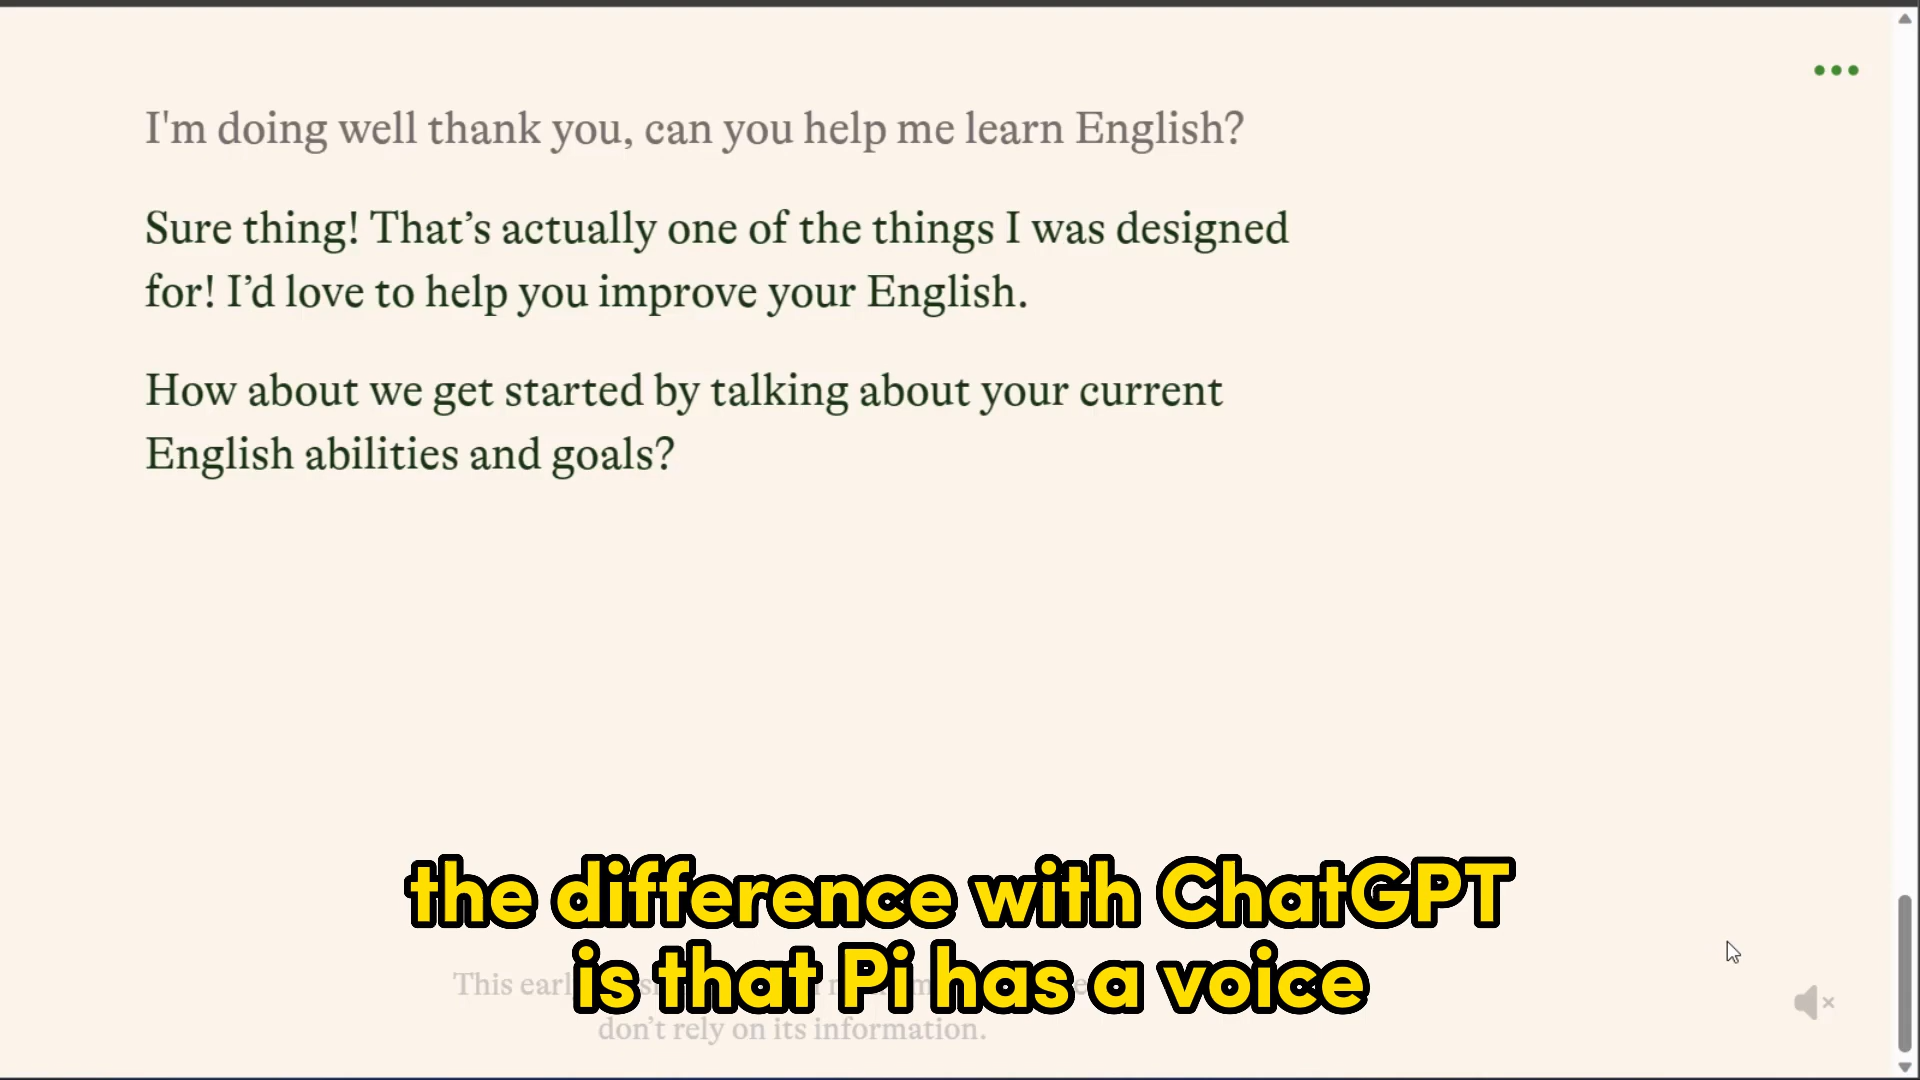 I'm doing well thank you, can you help me learn English?
Sure thing! That’s actually one of the things I was designed
for! I’d love to help you improve your English.
How about we get started by talking about your current
English abilities and goals?
the difference with ChatGPT
is that Pi has a voice
This
don’t rely on its information.